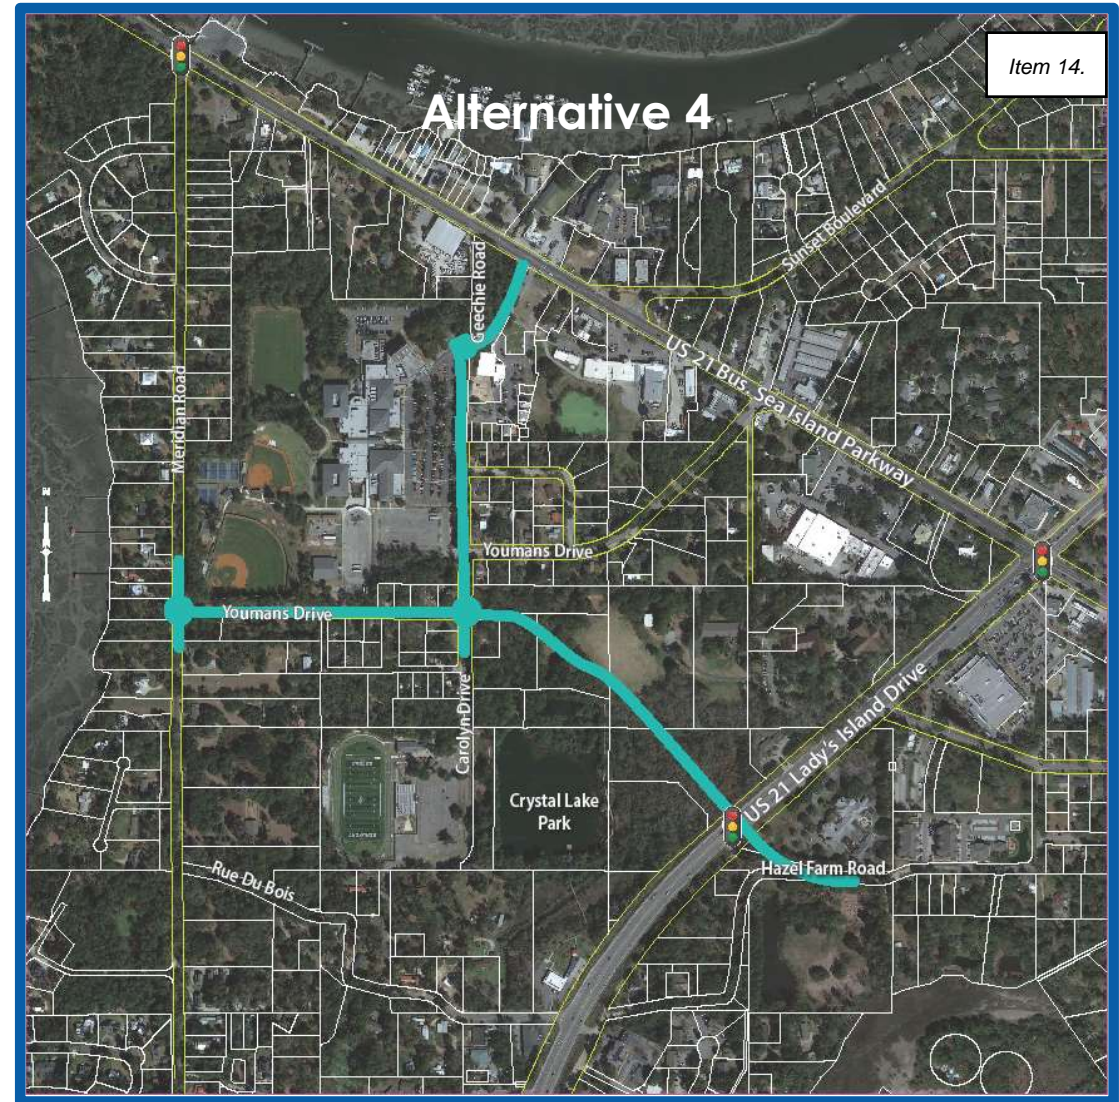 Item 14.
Alternative 4
Sunset Boulevard
Geechie Road
US 21 Bus, Sea Island Parkway
Meridian Road
Youmans Drive
Youmans Drive
US 21 Lady's Island Drive
Carolyn Drive
Crystal Lake
Park
Hazel Farm Road
Rue Du Bois